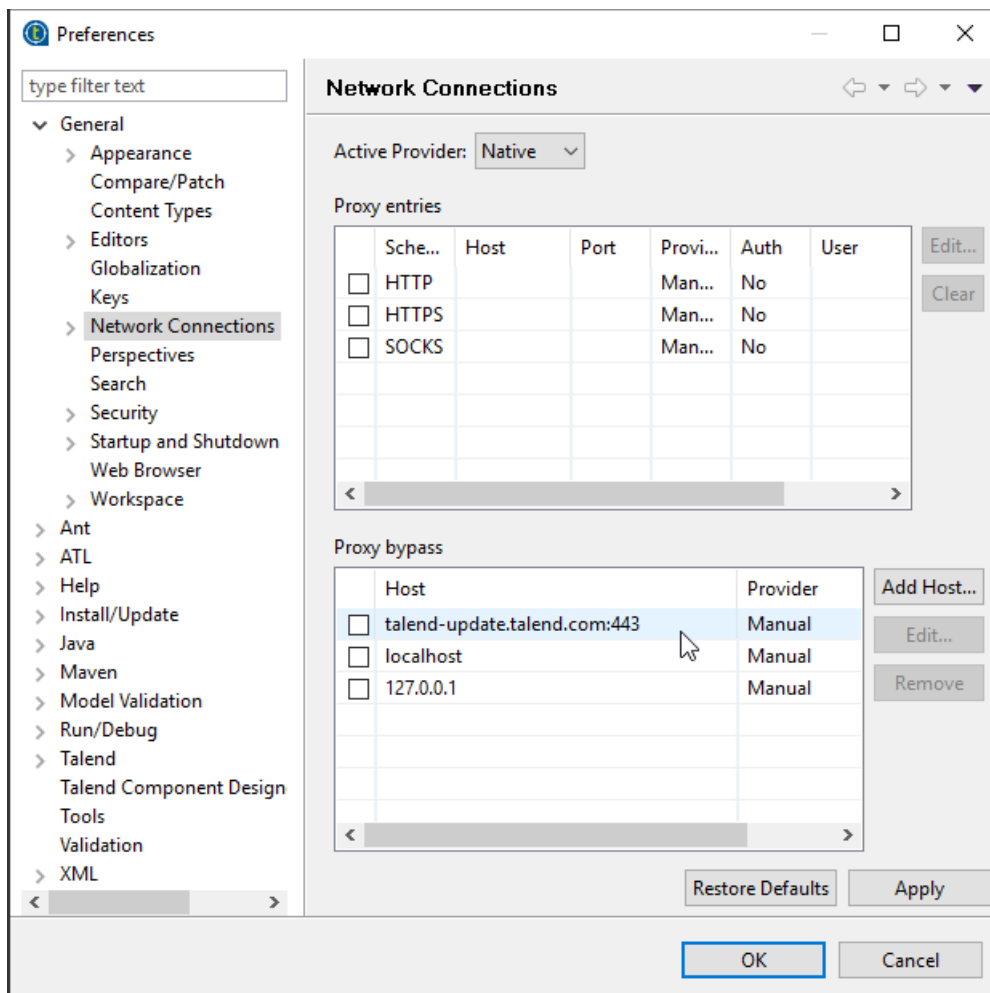 Preferences
type filter text
General
Appearance
Compare/Patch
Content Types
Editors
Globalization
Keys
Network Connections
Perspectives
Search
Security
Startup and Shutdown
Web Browser
Workspace
Ant
ATL
Help
Install/Update
Java
Maven
Model Validation
Run/Debug
Talend
Talend Component Design
Tools
Validation
XML
Network Connections
Active Provider: Native
Proxy entries
Sche... Host Port Provi... Auth User
HTTP Man... No
HTTPS Man... No
SOCKS Man... No
Edit...
Clear
Proxy bypass
Host Provider
talend-update.talend.com:443 Manual
localhost Manual
127.0.0.1 Manual
Add Host...
Edit...
Remove
Restore Defaults Apply
OK Cancel